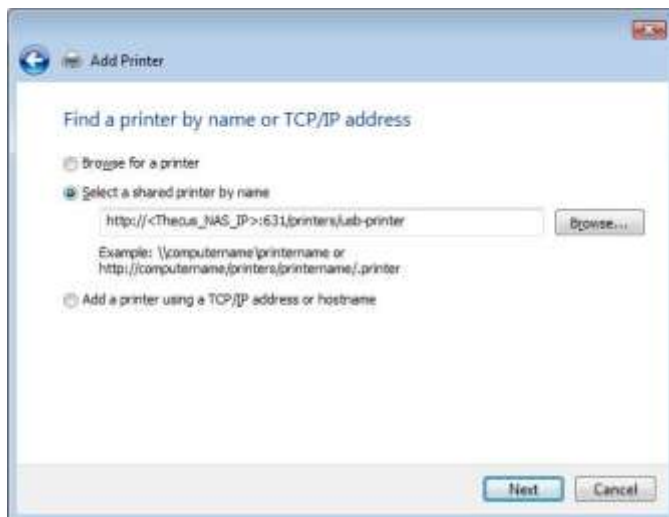 Add Printer
Find a printer by name or TCP/IP address
Browse for a printer
Select a shared printer by name
http://<Thecus_NAS_IP>:631/printers/usb-printer
Browse...
Example: \\computername\printername or
http://computername/printers/printername/.printer
Add a printer using a TCP/IP address or hostname
Next
Cancel